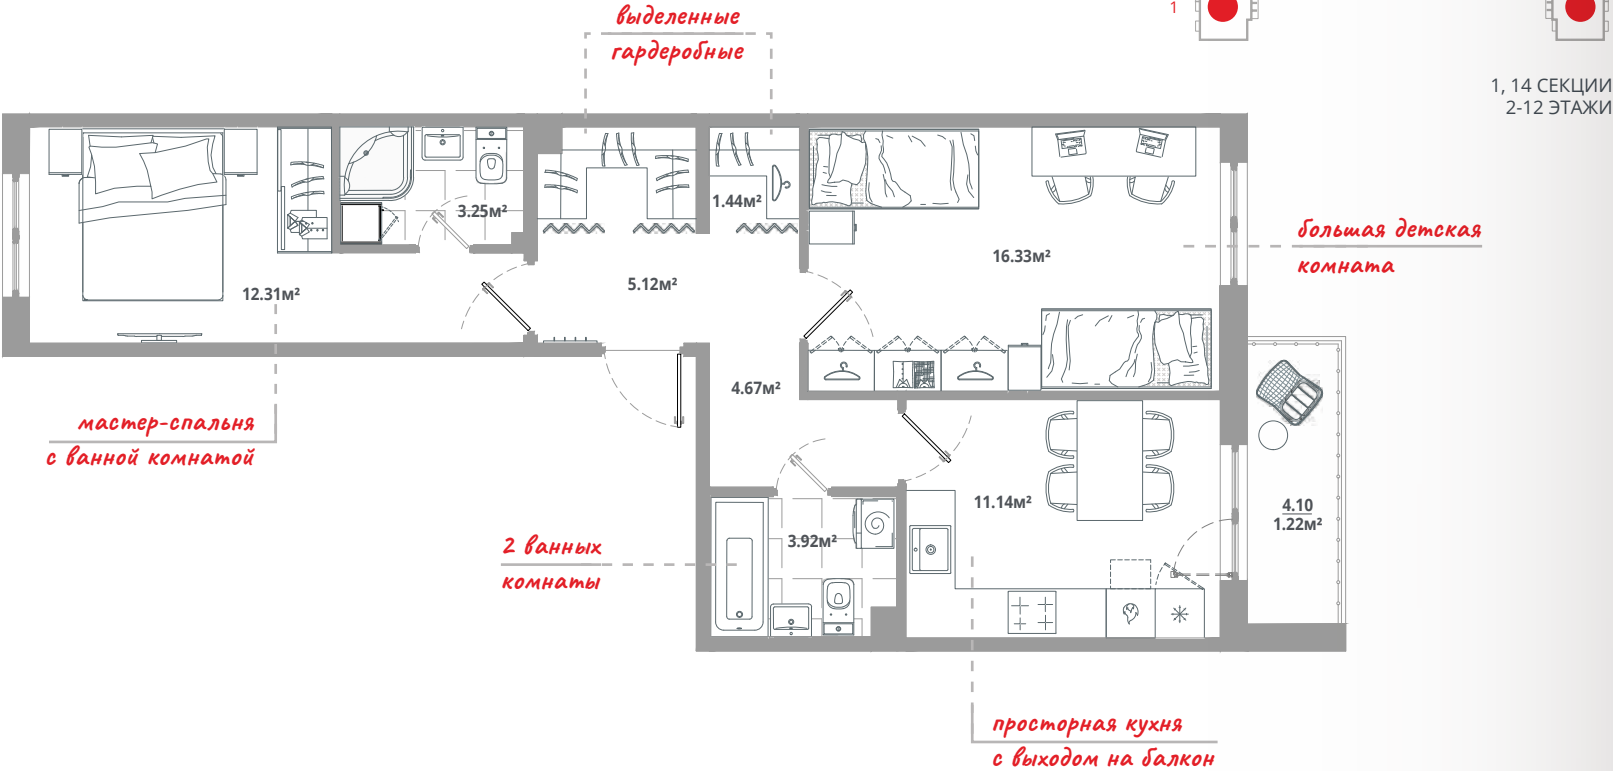 выделенные
гардеробные
1
1, 14 СЕКЦИИ
2-12 ЭТАЖИ
3.25м²
1.44м²
16.33м²
большая детская
комната
12.31м²
5.12м²
4.67м²
мастер-спальня
с ванной комнатой
11.14м²
4.10
1.22м²
3.92м²
2 ванных
комнаты
просторная кухня
с выходом на балкон